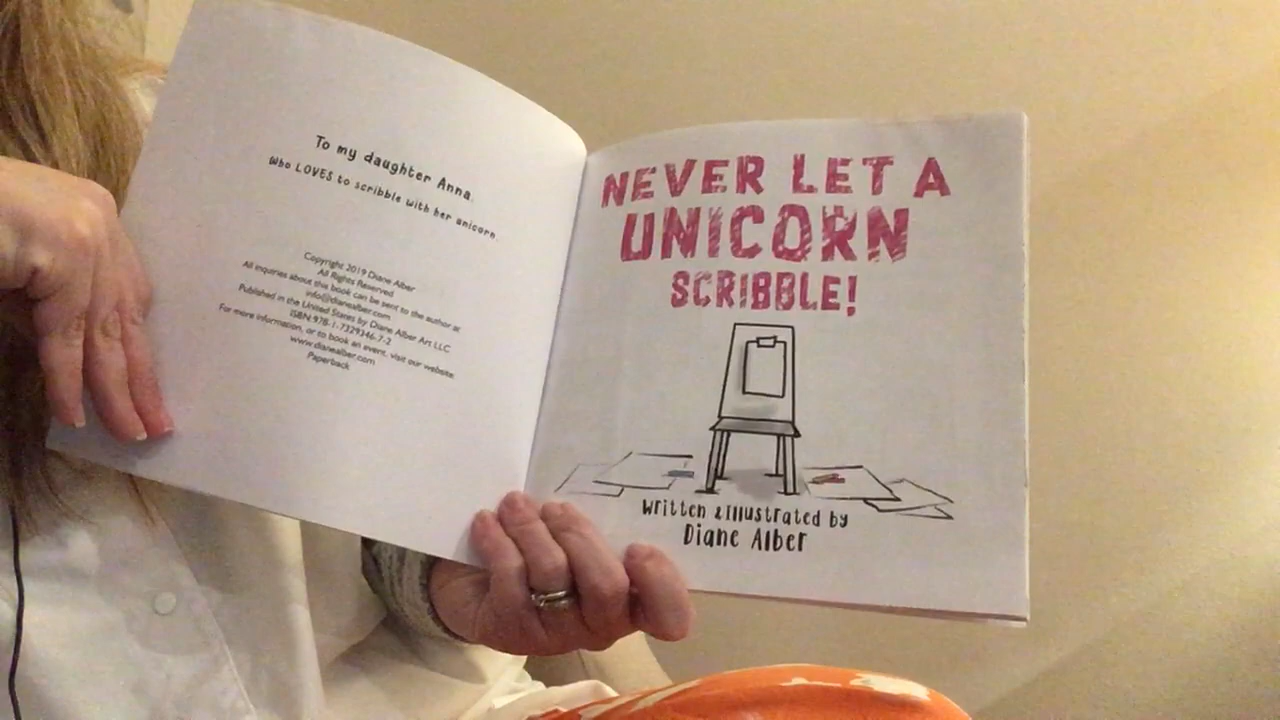 To my daughter Anna.
Who LOVES to scribble with her unicorn.
Copyright 2019 Diane Alber
All Rights Reserved
All inquiries about this book can be sent to the author at
info@dianealber.com
Published in the United States by Diane Alber Art LLC
ISBN: 978-1-7329346-7-2
For more information, or to book an event, visit our website:
www.dianealber.com
Paperback
NEVER LET A
UNICORN
SCRIBBLE!
Written & Illustrated by
Diane Alber